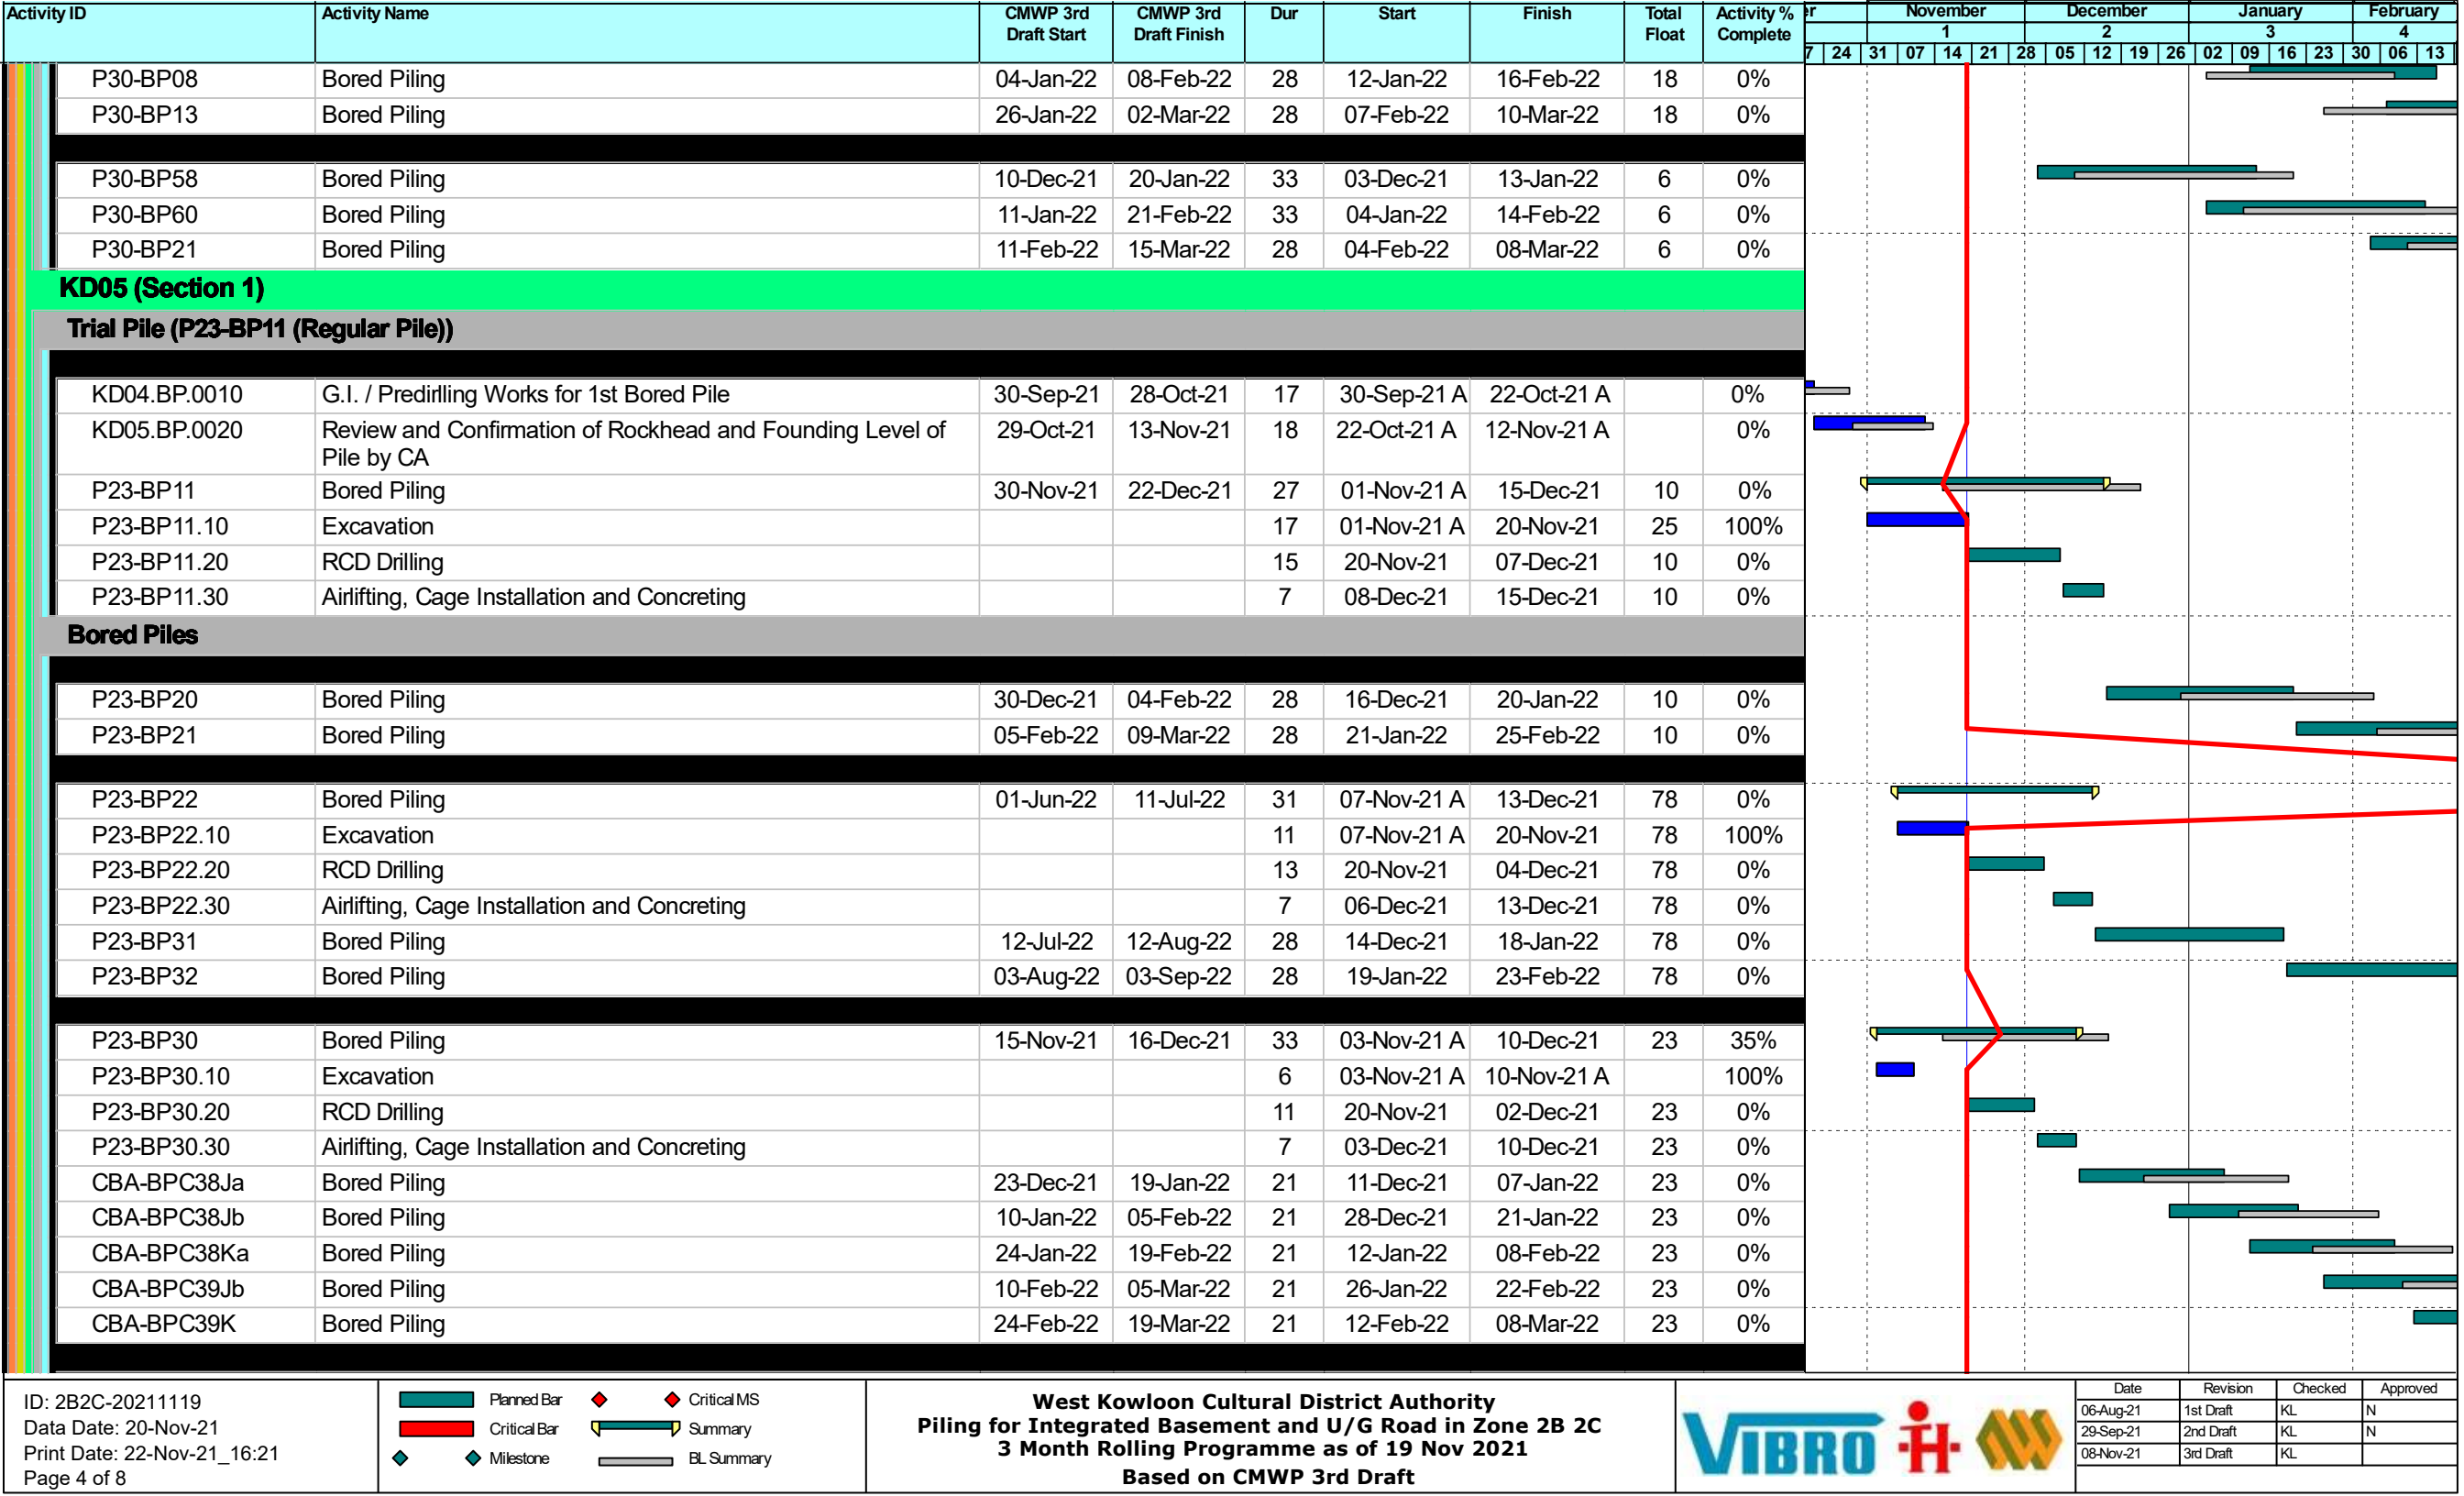 Activity ID Activity Name CMWP 3rd Draft Start CMWP 3rd Draft Finish Dur Start Finish Total Float Activity % Complete er November December January February
1 2 3 4
7 24 31 07 14 21 28 05 12 19 26 02 09 16 23 30 06 13
P30-BP08 Bored Piling 04-Jan-22 08-Feb-22 28 12-Jan-22 16-Feb-22 18 0%
P30-BP13 Bored Piling 26-Jan-22 02-Mar-22 28 07-Feb-22 10-Mar-22 18 0%
P30-BP58 Bored Piling 10-Dec-21 20-Jan-22 33 03-Dec-21 13-Jan-22 6 0%
P30-BP60 Bored Piling 11-Jan-22 21-Feb-22 33 04-Jan-22 14-Feb-22 6 0%
P30-BP21 Bored Piling 11-Feb-22 15-Mar-22 28 04-Feb-22 08-Mar-22 6 0%
KD05 (Section 1)
Trial Pile (P23-BP11 (Regular Pile))
KD04.BP.0010 G.I. / Predirlling Works for 1st Bored Pile 30-Sep-21 28-Oct-21 17 30-Sep-21 A 22-Oct-21 A 0%
KD05.BP.0020 Review and Confirmation of Rockhead and Founding Level of 29-Oct-21 13-Nov-21 18 22-Oct-21 A 12-Nov-21 A 0%
Pile by CA
P23-BP11 Bored Piling 30-Nov-21 22-Dec-21 27 01-Nov-21 A 15-Dec-21 10 0%
P23-BP11.10 Excavation 17 01-Nov-21 A 20-Nov-21 25 100%
P23-BP11.20 RCD Drilling 15 20-Nov-21 07-Dec-21 10 0%
P23-BP11.30 Airlifting, Cage Installation and Concreting 7 08-Dec-21 15-Dec-21 10 0%
Bored Piles
P23-BP20 Bored Piling 30-Dec-21 04-Feb-22 28 16-Dec-21 20-Jan-22 10 0%
P23-BP21 Bored Piling 05-Feb-22 09-Mar-22 28 21-Jan-22 25-Feb-22 10 0%
P23-BP22 Bored Piling 01-Jun-22 11-Jul-22 31 07-Nov-21 A 13-Dec-21 78 0%
P23-BP22.10 Excavation 11 07-Nov-21 A 20-Nov-21 78 100%
P23-BP22.20 RCD Drilling 13 20-Nov-21 04-Dec-21 78 0%
P23-BP22.30 Airlifting, Cage Installation and Concreting 7 06-Dec-21 13-Dec-21 78 0%
P23-BP31 Bored Piling 12-Jul-22 12-Aug-22 28 14-Dec-21 18-Jan-22 78 0%
P23-BP32 Bored Piling 03-Aug-22 03-Sep-22 28 19-Jan-22 23-Feb-22 78 0%
P23-BP30 Bored Piling 15-Nov-21 16-Dec-21 33 03-Nov-21 A 10-Dec-21 23 35%
P23-BP30.10 Excavation 6 03-Nov-21 A 10-Nov-21 A 100%
P23-BP30.20 RCD Drilling 11 20-Nov-21 02-Dec-21 23 0%
P23-BP30.30 Airlifting, Cage Installation and Concreting 7 03-Dec-21 10-Dec-21 23 0%
CBA-BPC38Ja Bored Piling 23-Dec-21 19-Jan-22 21 11-Dec-21 07-Jan-22 23 0%
CBA-BPC38Jb Bored Piling 10-Jan-22 05-Feb-22 21 28-Dec-21 21-Jan-22 23 0%
CBA-BPC38Ka Bored Piling 24-Jan-22 19-Feb-22 21 12-Jan-22 08-Feb-22 23 0%
CBA-BPC39Jb Bored Piling 10-Feb-22 05-Mar-22 21 26-Jan-22 22-Feb-22 23 0%
CBA-BPC39K Bored Piling 24-Feb-22 19-Mar-22 21 12-Feb-22 08-Mar-22 23 0%
ID: 2B2C-20211119
Data Date: 20-Nov-21
Print Date: 22-Nov-21_16:21
Page 4 of 8
Planned Bar Critical MS
Critical Bar Summary
Milestone BL Summary
West Kowloon Cultural District Authority
Piling for Integrated Basement and U/G Road in Zone 2B 2C
3 Month Rolling Programme as of 19 Nov 2021
Based on CMWP 3rd Draft
VIBRO H
Date Revision Checked Approved
06-Aug-21 1st Draft KL N
29-Sep-21 2nd Draft KL N
08-Nov-21 3rd Draft KL